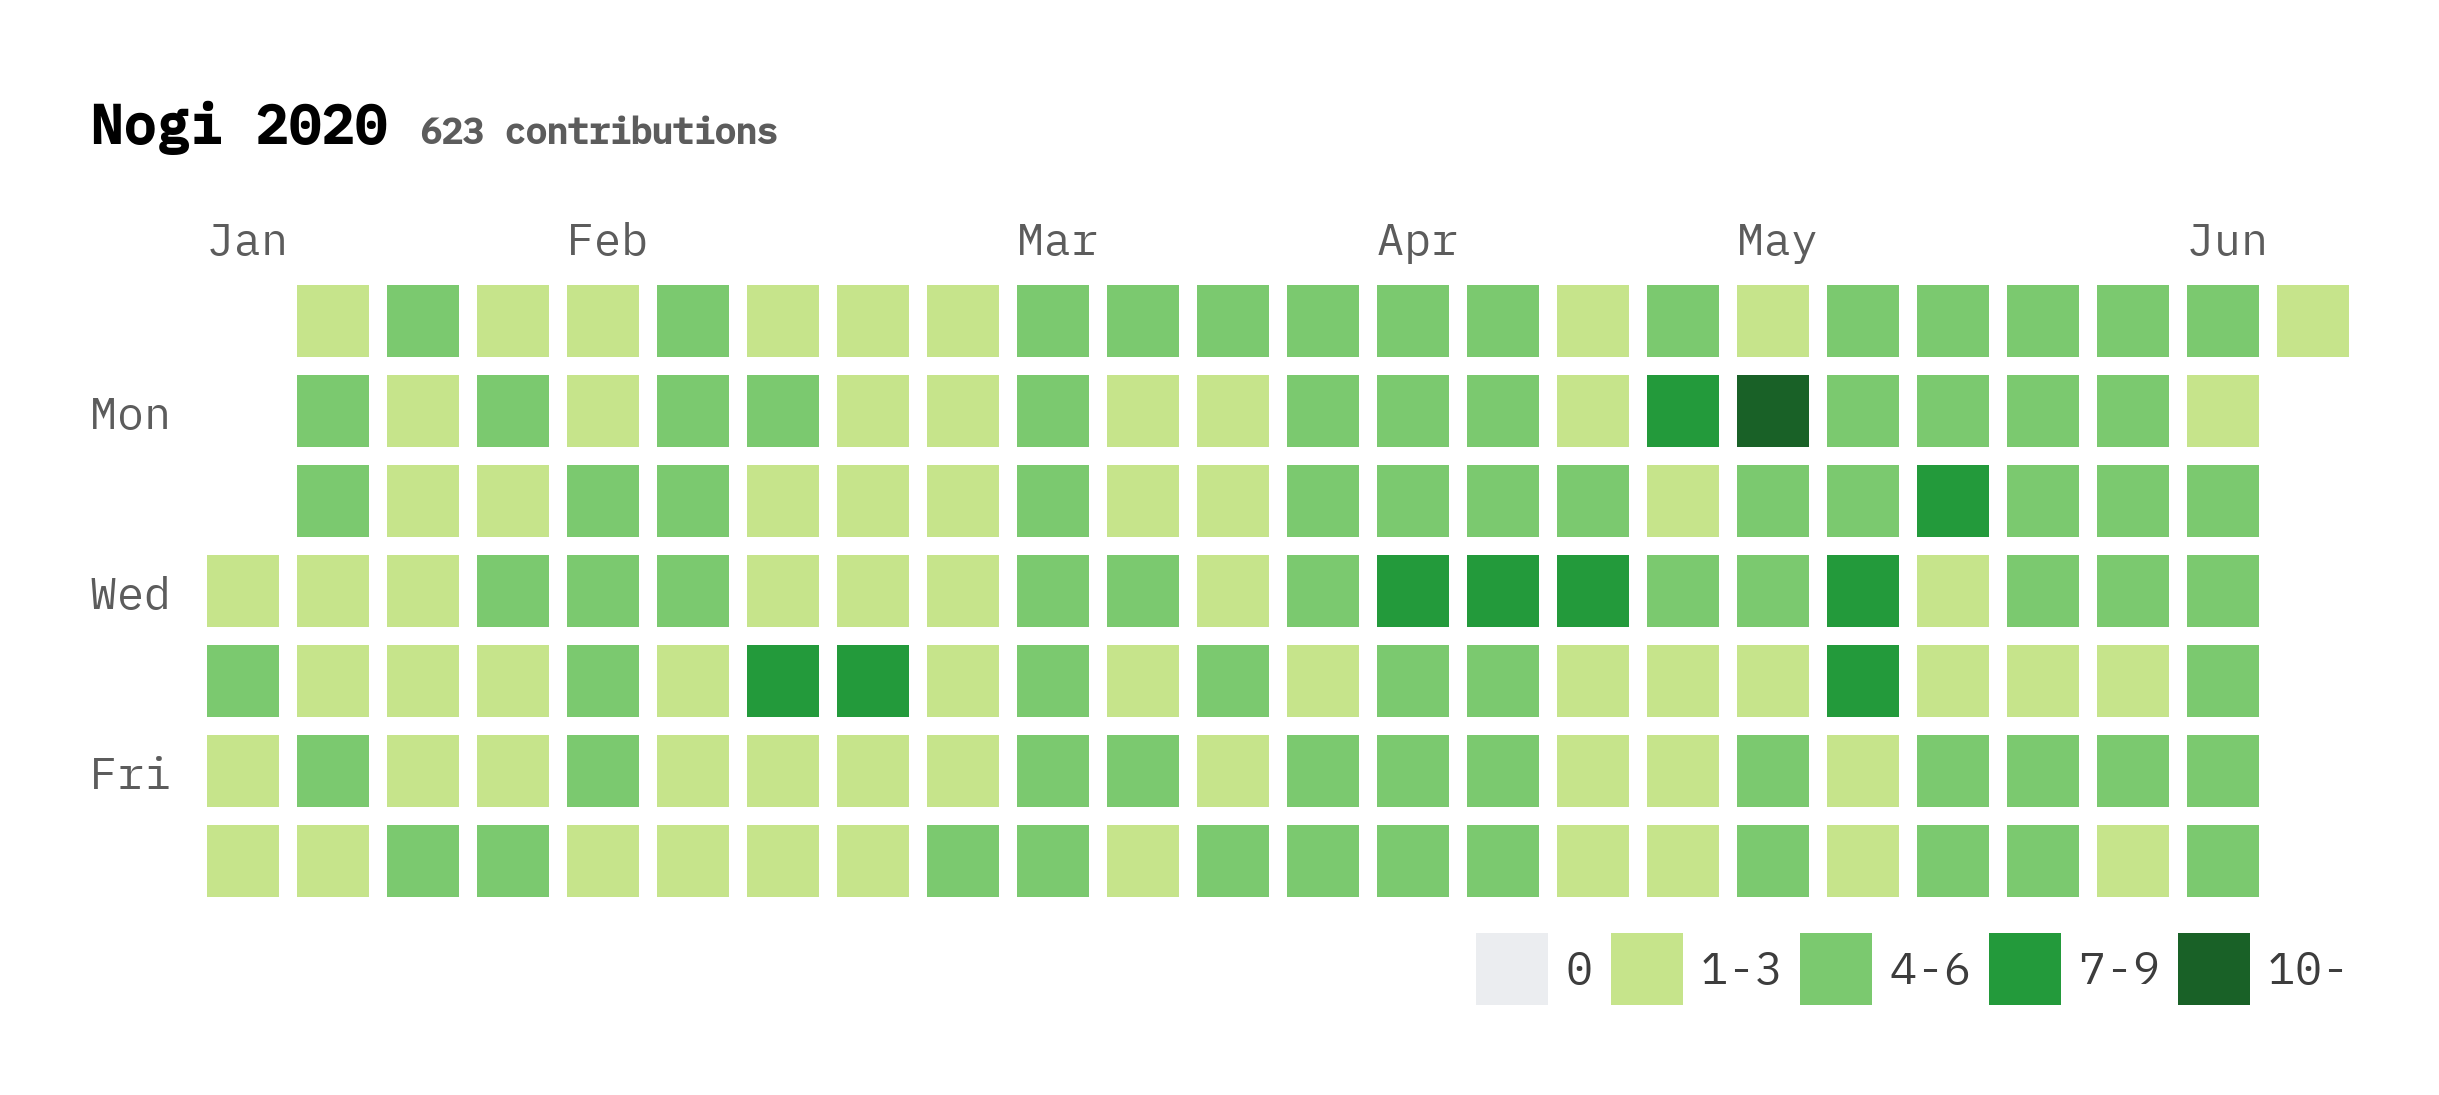 Nogi 2020 623 contributions
Jan Feb Mar Apr May Jun
Mon
Wed
Fri
0 1-3 4-6 7-9 10-